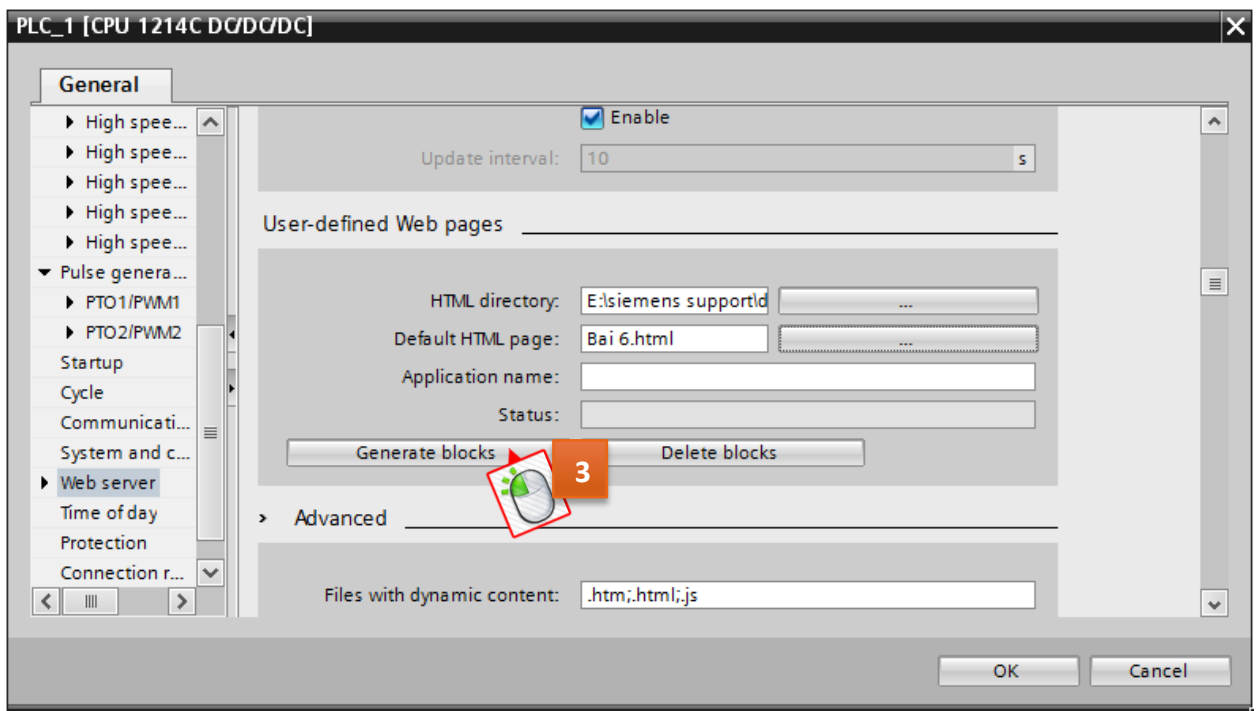 PLC_1 [CPU 1214C DC/DC/DC]
General
High spee...
High spee...
High spee...
High spee...
High spee...
Pulse genera...
PTO1/PWM1
PTO2/PWM2
Startup
Cycle
Communicati...
System and c...
Web server
Time of day
Protection
Connection r...
Enable
Update interval: 10 s
User-defined Web pages
HTML directory: E:\siemens support\d ...
Default HTML page: Bai 6.html ...
Application name:
Status:
Generate blocks Delete blocks
3
Advanced
Files with dynamic content: .htm;.html;.js
OK Cancel